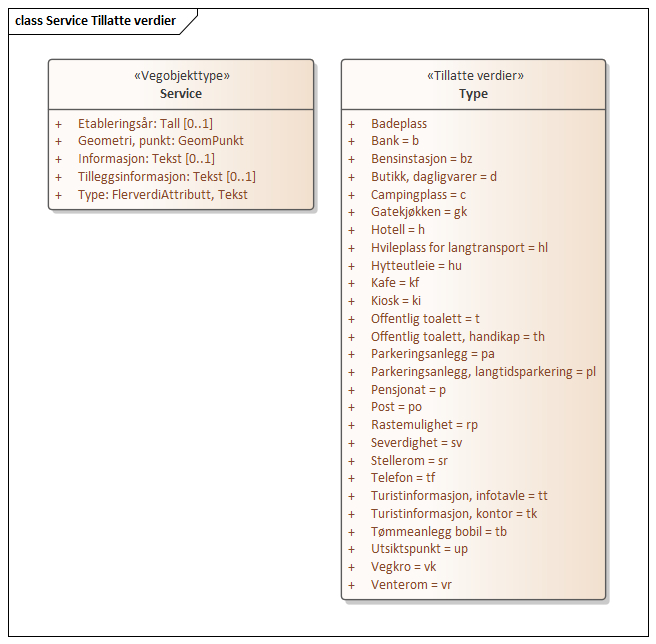 class Service Tillatte verdier
«Vegobjekttype»
Service
+ Etableringsår: Tall [0..1]
+ Geometri, punkt: GeomPunkt
+ Informasjon: Tekst [0..1]
+ Tilleggsinformasjon: Tekst [0..1]
+ Type: FlerverdiAttributt, Tekst
«Tillatte verdier»
Type
+ Badeplass
+ Bank = b
+ Bensinstasjon = bz
+ Butikk, dagligvarer = d
+ Campingplass = c
+ Gatekjøkken = gk
+ Hotell = h
+ Hvileplass for langtransport = hl
+ Hytteutleie = hu
+ Kafe = kf
+ Kiosk = ki
+ Offentlig toalett = t
+ Offentlig toalett, handikap = th
+ Parkeringsanlegg = pa
+ Parkeringsanlegg, langtidsparkering = pl
+ Pensjonat = p
+ Post = po
+ Rastemulighet = rp
+ Severdighet = sv
+ Stellerom = sr
+ Telefon = tf
+ Turistinformasjon, infotavle = tt
+ Turistinformasjon, kontor = tk
+ Tømmeanlegg bobil = tb
+ Utsiktspunkt = up
+ Vegkro = vk
+ Venterom = vr